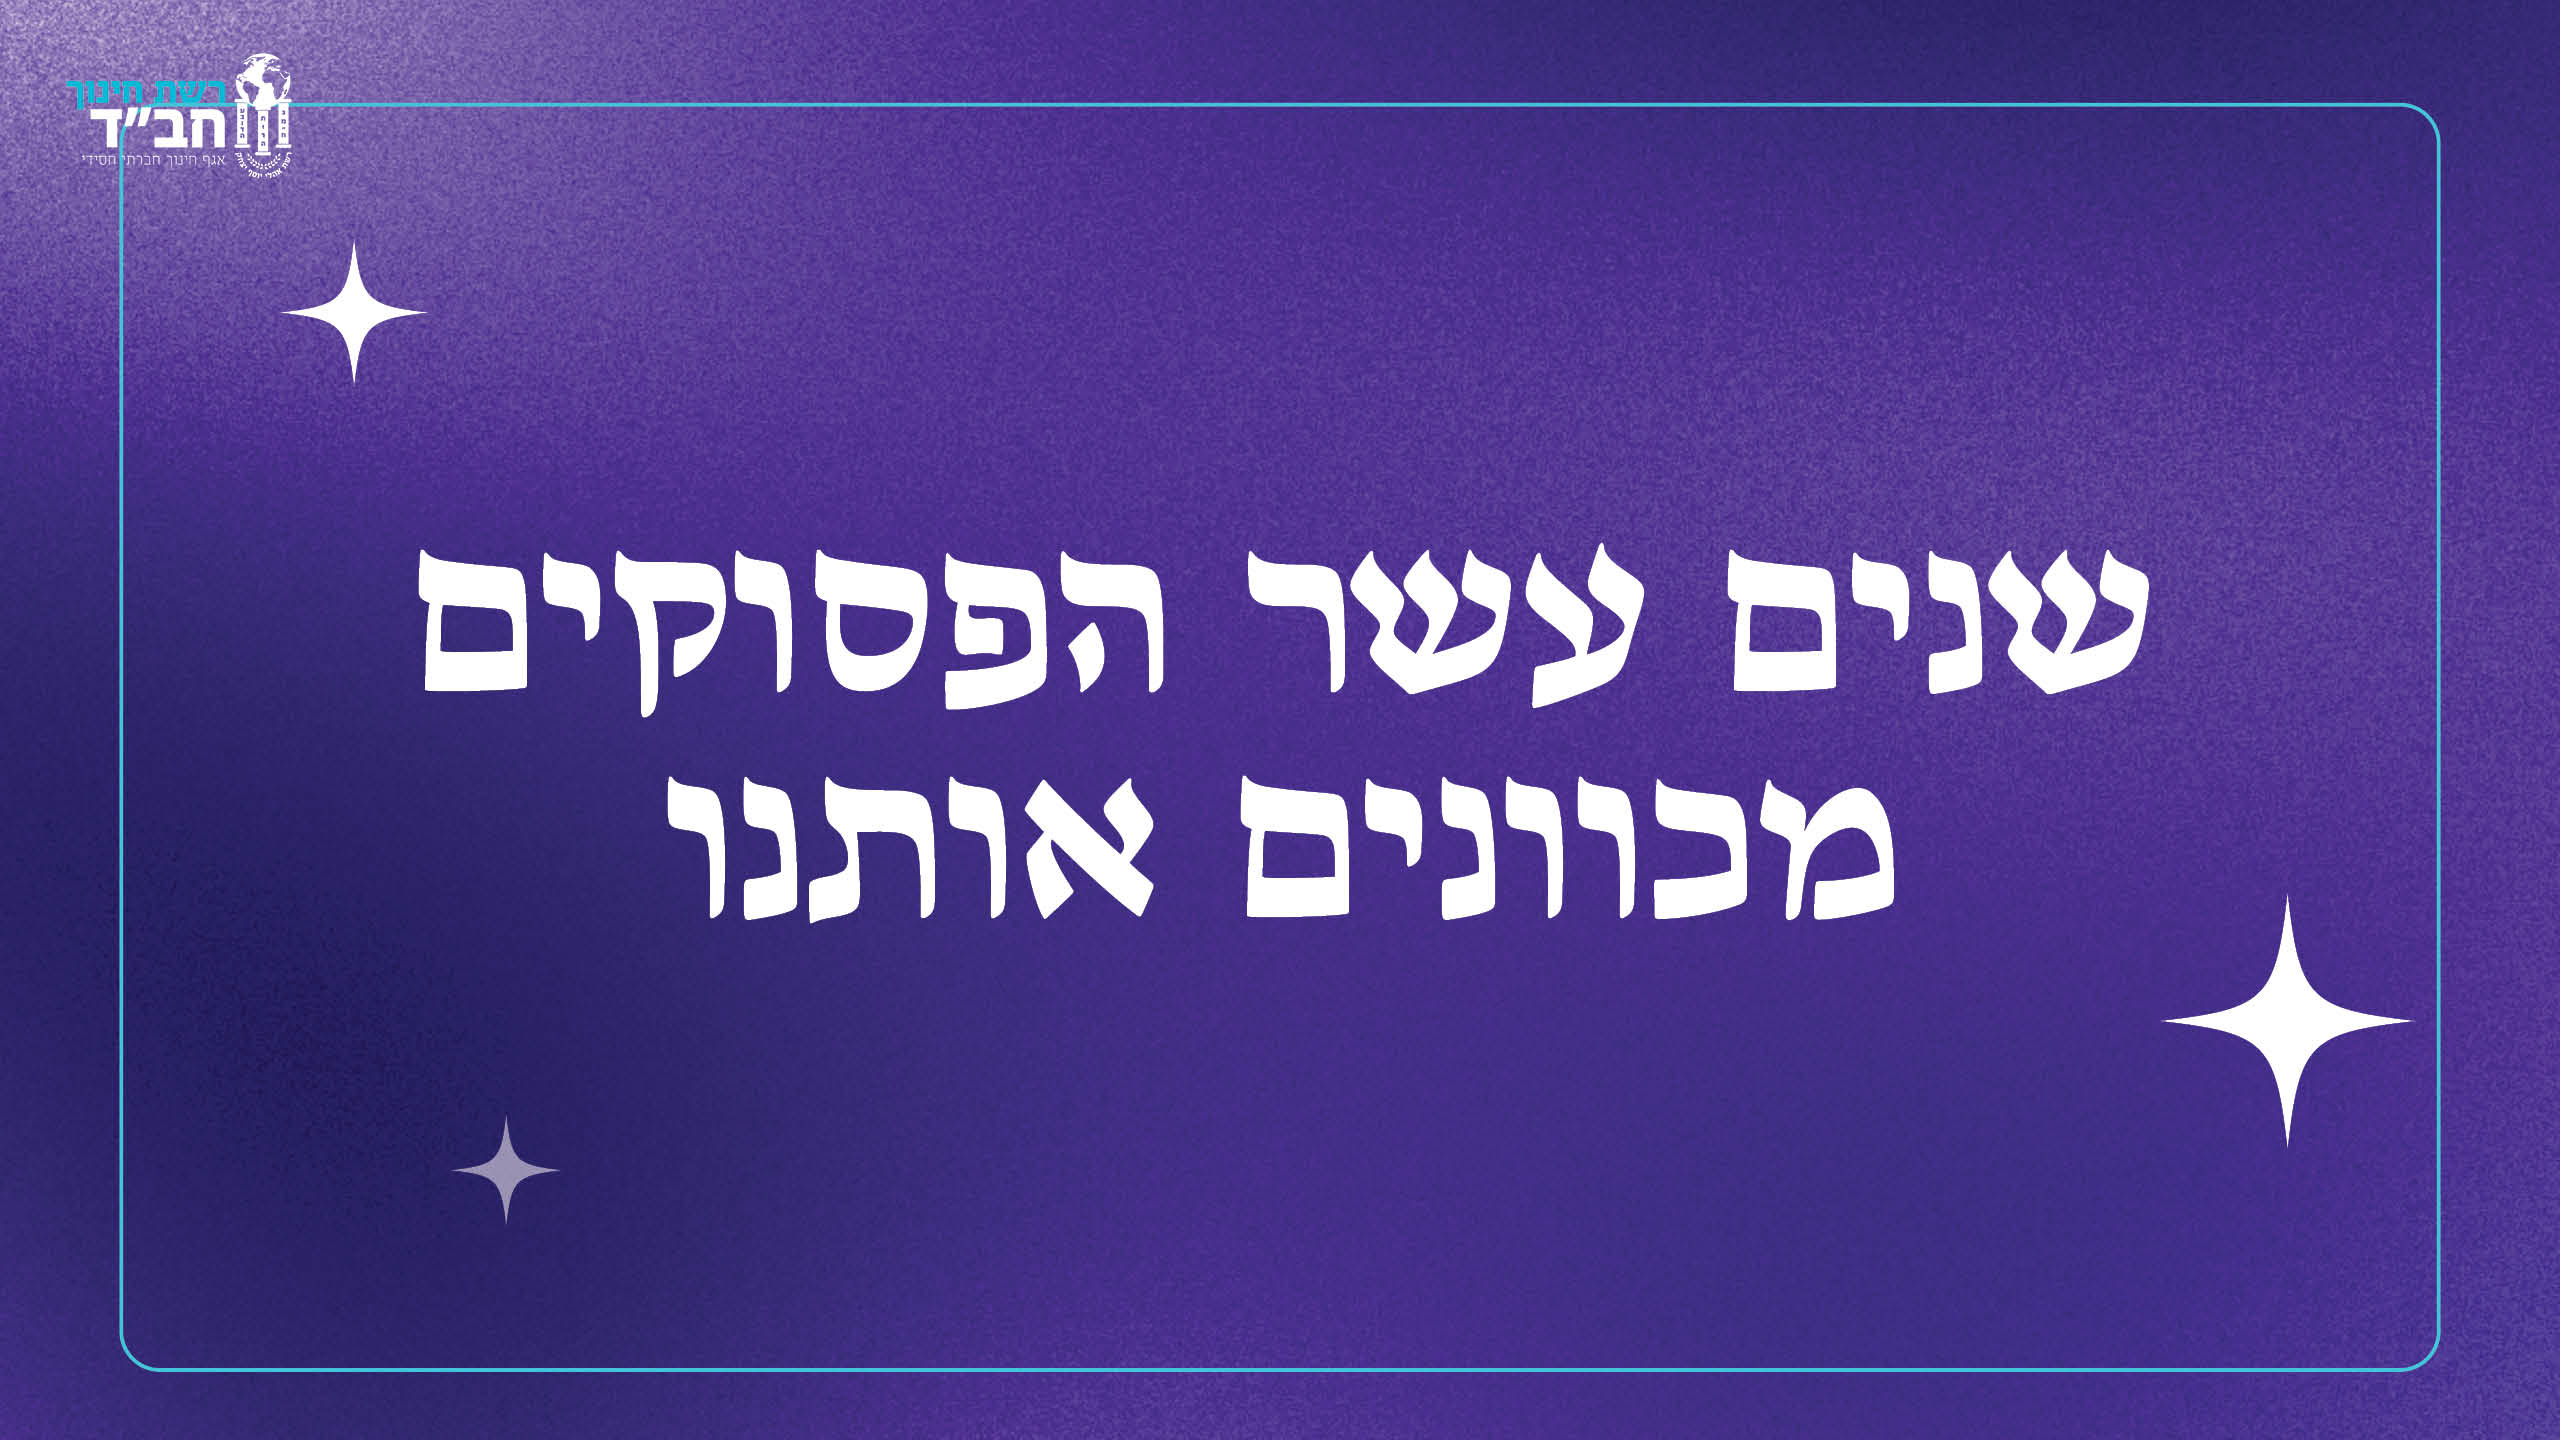 רשת חינוך
חב״ד
אגף חינוך חברתי חסידי
שנים עשר הפסוקים
מכוונים אותנו